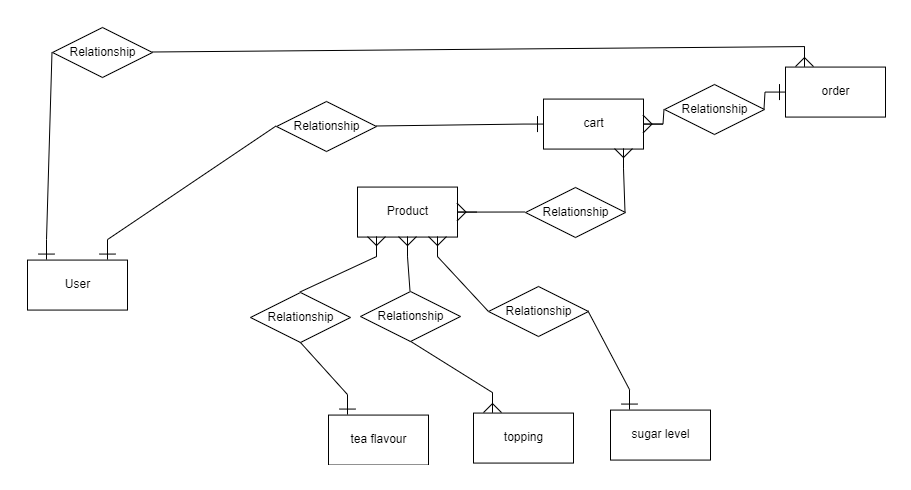 Relationship
order
Relationship
cart
Relationship
Product
Relationship
User
Relationship
Relationship
Relationship
tea flavour
topping
sugar level